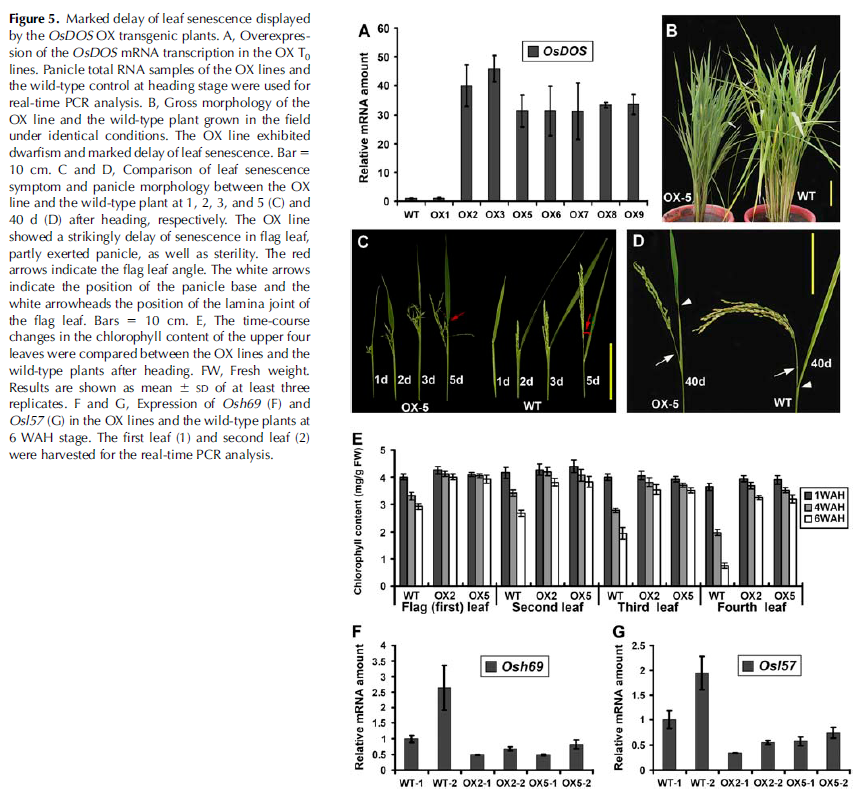 Figure 5. Marked delay of leaf senescence displayed
by the OsDOS OX transgenic plants. A, Overexpres-
sion of the OsDOS mRNA transcription in the OX T0
lines. Panicle total RNA samples of the OX lines and
the wild-type control at heading stage were used for
real-time PCR analysis. B, Gross morphology of the
OX line and the wild-type plant grown in the field
under identical conditions. The OX line exhibited
dwarfism and marked delay of leaf senescence. Bar =
10 cm. C and D, Comparison of leaf senescence
symptom and panicle morphology between the OX
line and the wild-type plant at 1, 2, 3, and 5 (C) and
40 d (D) after heading, respectively. The OX line
showed a strikingly delay of senescence in flag leaf,
partly exerted panicle, as well as sterility. The red
arrows indicate the flag leaf angle. The white arrows
indicate the position of the panicle base and the
white arrowheads the position of the lamina joint of
the flag leaf. Bars = 10 cm. E, The time-course
changes in the chlorophyll content of the upper four
leaves were compared between the OX lines and the
wild-type plants after heading. FW, Fresh weight.
Results are shown as mean ± SD of at least three
replicates. F and G, Expression of Osh69 (F) and
Osl57 (G) in the OX lines and the wild-type plants at
6 WAH stage. The first leaf (1) and second leaf (2)
were harvested for the real-time PCR analysis.
A
Relative mRNA amount
60
50
40
30
20
10
0
OsDOS
WT OX1 OX2 OX3 OX5 OX6 OX7 OX8 OX9
B
OX-5
WT
C
1d 2d 3d 5d
OX-5
1d 2d 3d 5d
WT
D
40d
OX-5
40d
WT
E
Chlorophyll content (mg/g FW)
5
4
3
2
1
0
1WAH
4WAH
6WAH
WT OX2 OX5 WT OX2 OX5 WT OX2 OX5 WT OX2 OX5
Flag (first) leaf Second leaf Third leaf Fourth leaf
F
Relative mRNA amount
4
3.5
3
2.5
2
1.5
1
0.5
0
Osh69
WT-1 WT-2 OX2-1 OX2-2 OX5-1 OX5-2
G
Relative mRNA amount
2.5
2
1.5
1
0.5
0
Osl57
WT-1 WT-2 OX2-1 OX2-2 OX5-1 OX5-2